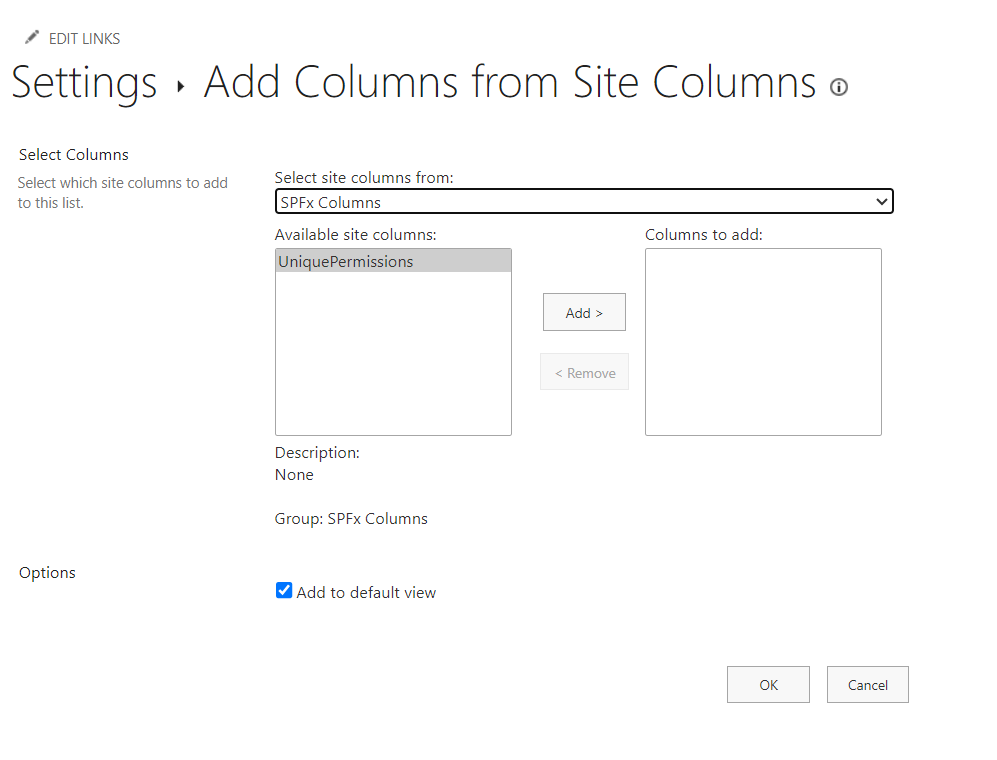 EDIT LINKS
Settings ▸ Add Columns from Site Columns
Select Columns
Select which site columns to add
to this list.
Select site columns from:
SPFx Columns
Available site columns:
UniquePermissions
Add >
< Remove
Columns to add:
Description:
None
Group: SPFx Columns
Options
Add to default view
OK
Cancel